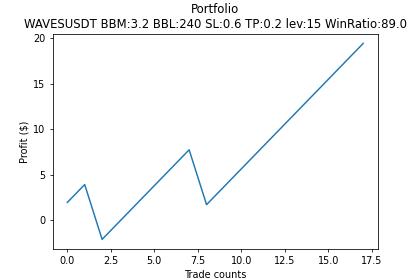 Portfolio
WAVESUSDT BBM:3.2 BBL:240 SL:0.6 TP:0.2 lev:15 WinRatio:89.0
20
15
10
5
0
Profit ($)
0.0 2.5 5.0 7.5 10.0 12.5 15.0 17.5
Trade counts